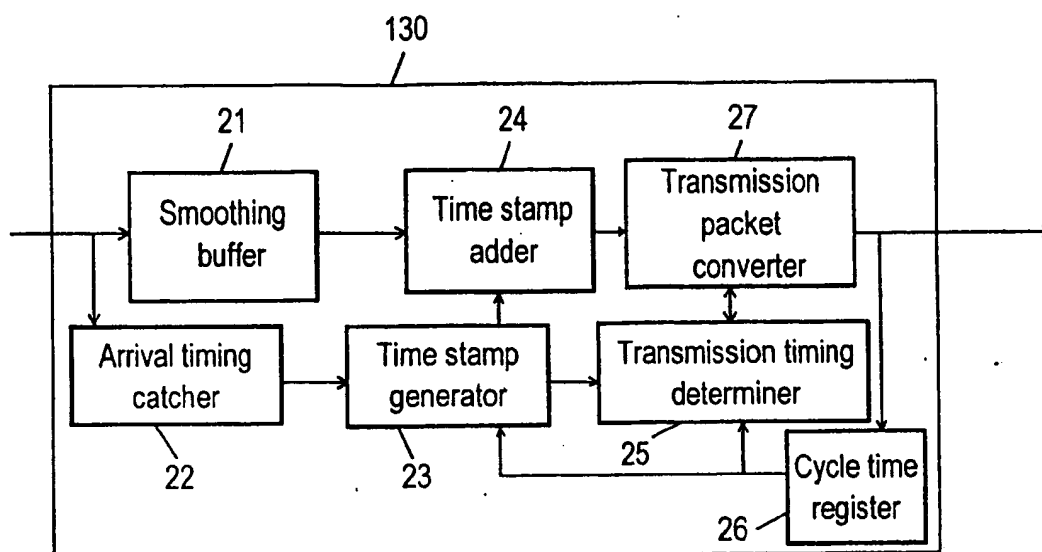 130
21
24
27
Smoothing
buffer
Time stamp
adder
Transmission
packet
converter
Arrival timing
catcher
Time stamp
generator
Transmission timing
determiner
22
23
25
Cycle time
register
26